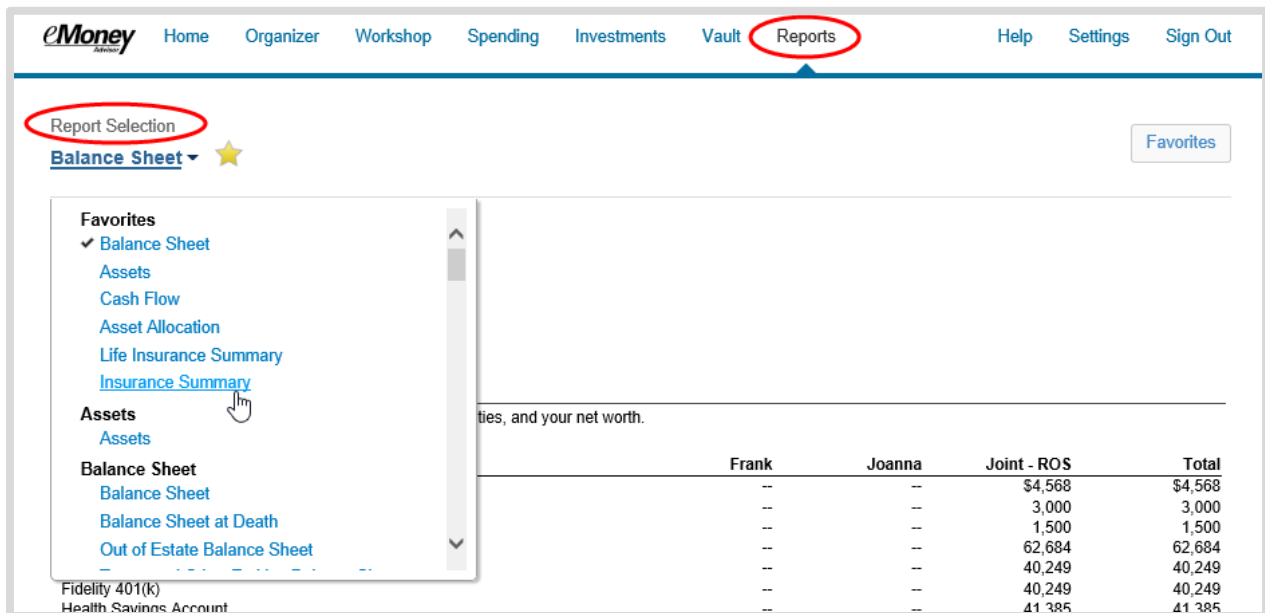 eMoney Advisor Home Organizer Workshop Spending Investments Vault Reports Help Settings Sign Out
Report Selection
Balance Sheet
Favorites
Favorites
Balance Sheet
Assets
Cash Flow
Asset Allocation
Life Insurance Summary
Insurance Summary
Assets
Assets
Balance Sheet
Balance Sheet
Balance Sheet at Death
Out of Estate Balance Sheet
ties, and your net worth.
Frank Joanna Joint - ROS Total
-- -- $4,568 $4,568
-- -- 3,000 3,000
-- -- 1,500 1,500
-- -- 62,684 62,684
-- -- 40,249 40,249
Fidelity 401(k) -- -- 40,249 40,249
Health Savings Account -- -- 41,385 41,385